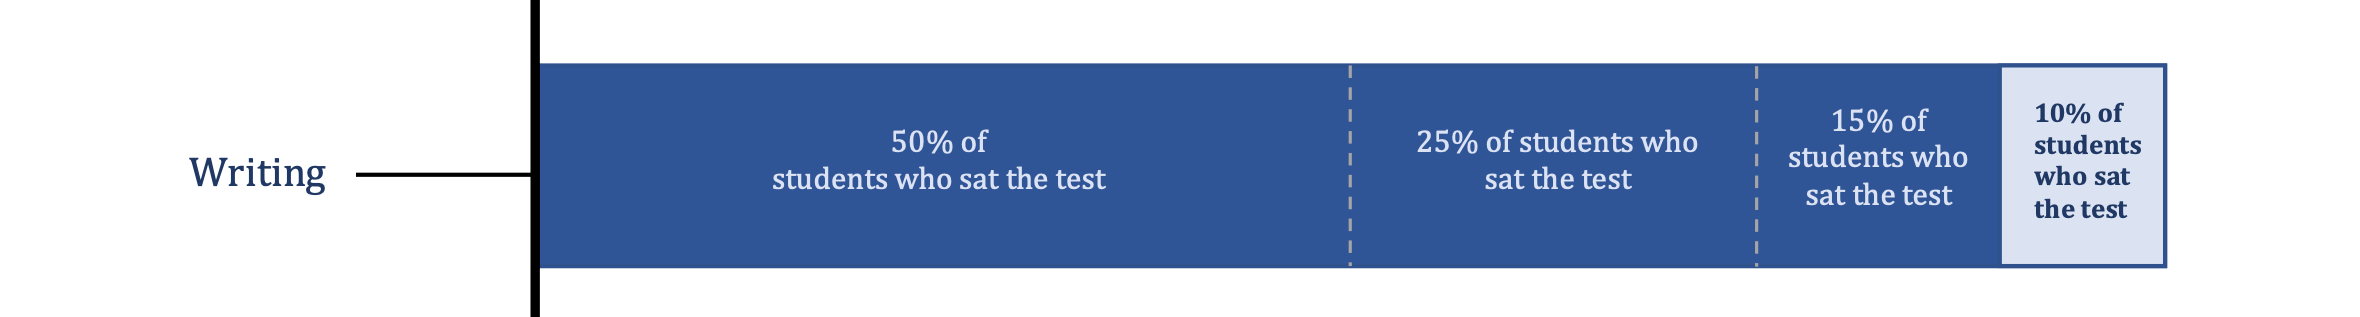 Writing
50% of
students who sat the test
25% of students who
sat the test
15% of
students who
sat the test
10% of
students
who sat
the test